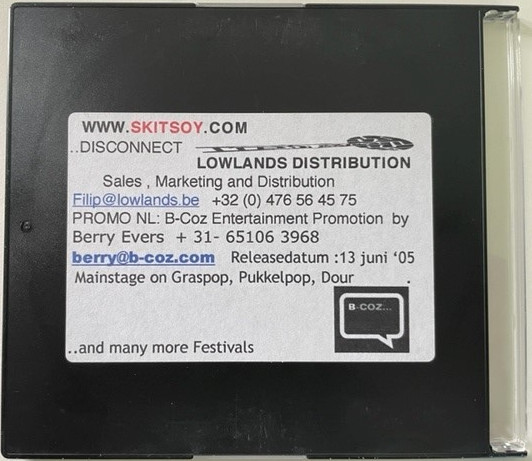 WWW.SKITSOY.COM
..DISCONNECT
LOWLANDS DISTRIBUTION
Sales , Marketing and Distribution
Filip@lowlands.be +32 (0) 476 56 45 75
PROMO NL: B-Coz Entertainment Promotion by
Berry Evers + 31- 65106 3968
berry@b-coz.com Releasedatum :13 juni ‘05
Mainstage on Graspop, Pukkelpop, Dour .
B-COZ...
..and many more Festivals